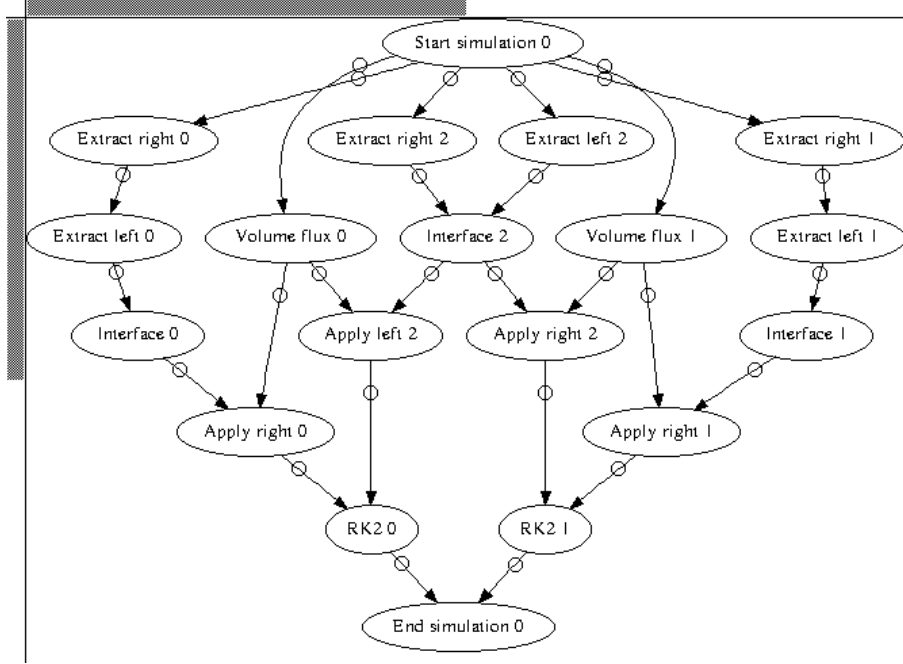 Start simulation 0
Extract right 0
Extract right 2
Extract left 2
Extract right 1
Extract left 0
Volume flux 0
Interface 2
Volume flux 1
Extract left 1
Interface 0
Apply left 2
Apply right 2
Interface 1
Apply right 0
Apply right 1
RK2 0
RK2 1
End simulation 0